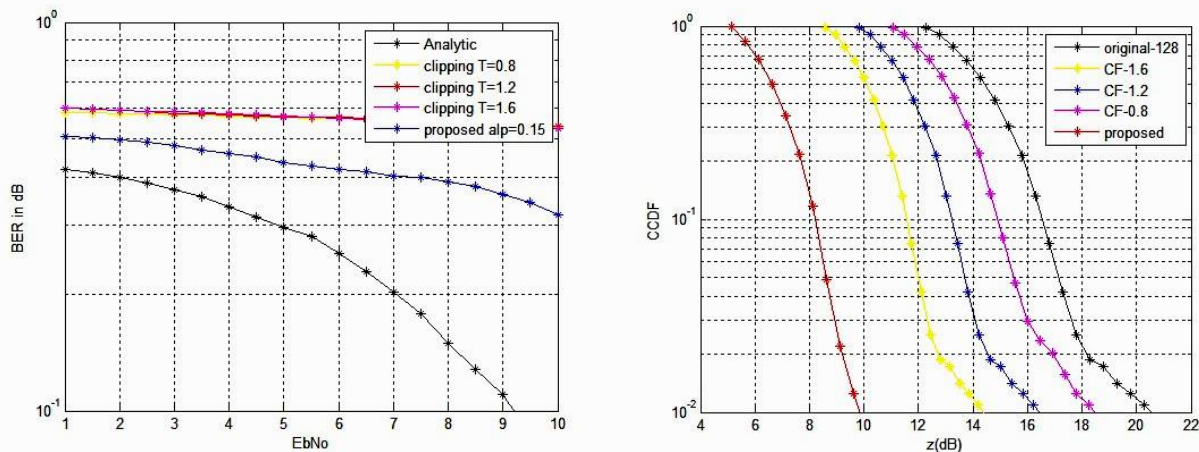 10^0
BER in dB
10^-1
1 2 3 4 5 6 7 8 9 10
EbNo
Analytic
clipping T=0.8
clipping T=1.2
clipping T=1.6
proposed alp=0.15
10^0
CCDF
10^-1
10^-2
4 6 8 10 12 14 16 18 20 22
z(dB)
original-128
CF-1.6
CF-1.2
CF-0.8
proposed